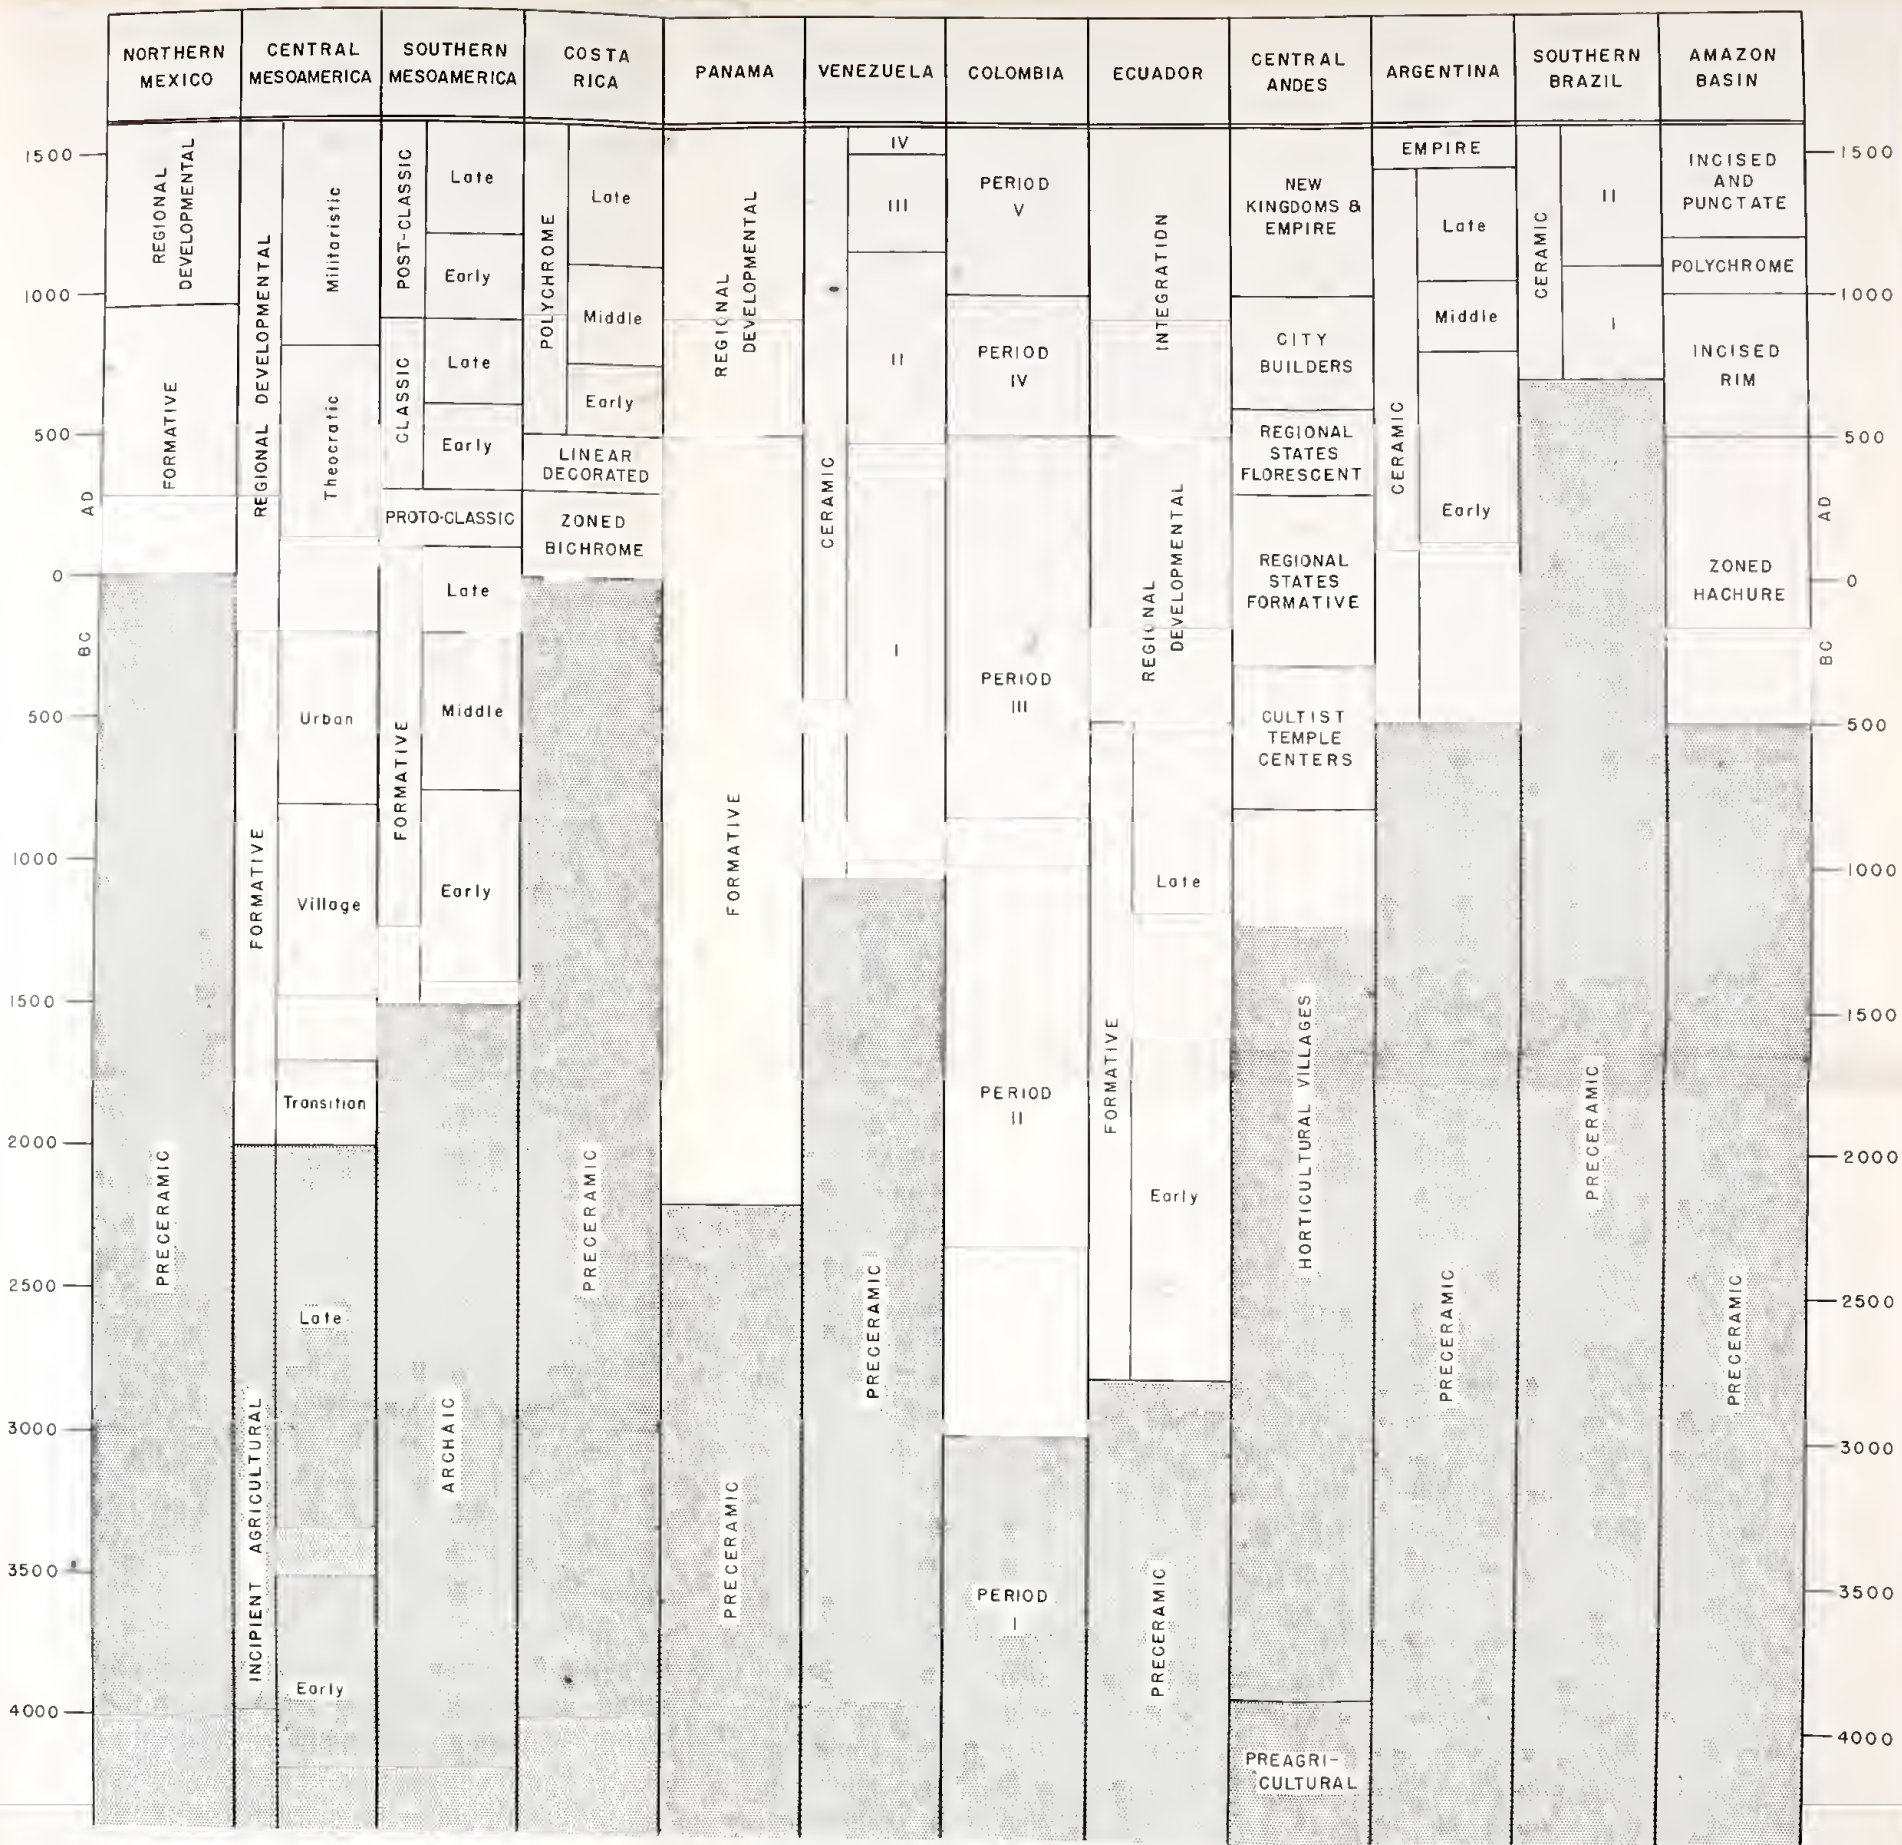 NORTHERN
MEXICO
CENTRAL
MESOAMERICA
SOUTHERN
MESOAMERICA
COSTA
RICA
PANAMA
VENEZUELA
COLOMBIA
ECUADOR
CENTRAL
ANDES
ARGENTINA
SOUTHERN
BRAZIL
AMAZON
BASIN
1500
1000
500
AD
0
BC
500
1000
1500
2000
2500
3000
3500
4000
REGIONAL
DEVELOPMENTAL
FORMATIVE
PRECERAMIC
REGIONAL DEVELOPMENTAL
Militaristic
Theocratic
FORMATIVE
Urban
Village
Transition
INCIPIENT AGRICULTURAL
Late
Early
POST-CLASSIC
Late
Early
CLASSIC
Late
Early
PROTO-CLASSIC
FORMATIVE
Late
Middle
Early
ARCHAIC
POLYCHROME
Late
Middle
Early
LINEAR
DECORATED
ZONED
BICHROME
PRECERAMIC
REGIONAL
DEVELOPMENTAL
FORMATIVE
PRECERAMIC
CERAMIC
IV
III
II
I
PRECERAMIC
PERIOD
V
PERIOD
IV
PERIOD
III
PERIOD
II
PERIOD
I
INTEGRATION
REGIONAL
DEVELOPMENTAL
FORMATIVE
Late
Early
PRECERAMIC
NEW
KINGDOMS &
EMPIRE
CITY
BUILDERS
REGIONAL
STATES
FLORESCENT
REGIONAL
STATES
FORMATIVE
CULTIST
TEMPLE
CENTERS
HORTICULTURAL VILLAGES
PREAGRI-
CULTURAL
EMPIRE
CERAMIC
Late
Middle
Early
PRECERAMIC
CERAMIC
II
I
PRECERAMIC
INCISED
AND
PUNCTATE
POLYCHROME
INCISED
RIM
ZONED
HACHURE
PRECERAMIC
1500
1000
500
AD
0
BC
500
1000
1500
2000
2500
3000
3500
4000